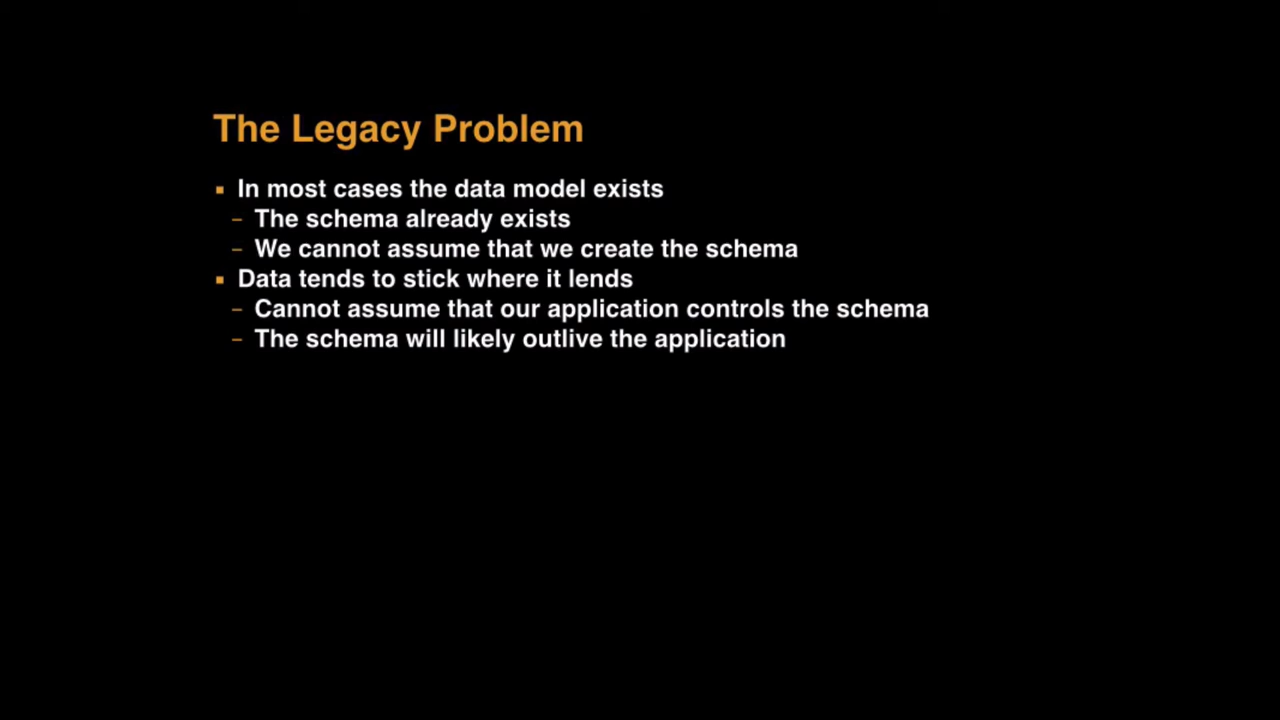 The Legacy Problem
▪ In most cases the data model exists
– The schema already exists
– We cannot assume that we create the schema
▪ Data tends to stick where it lends
– Cannot assume that our application controls the schema
– The schema will likely outlive the application